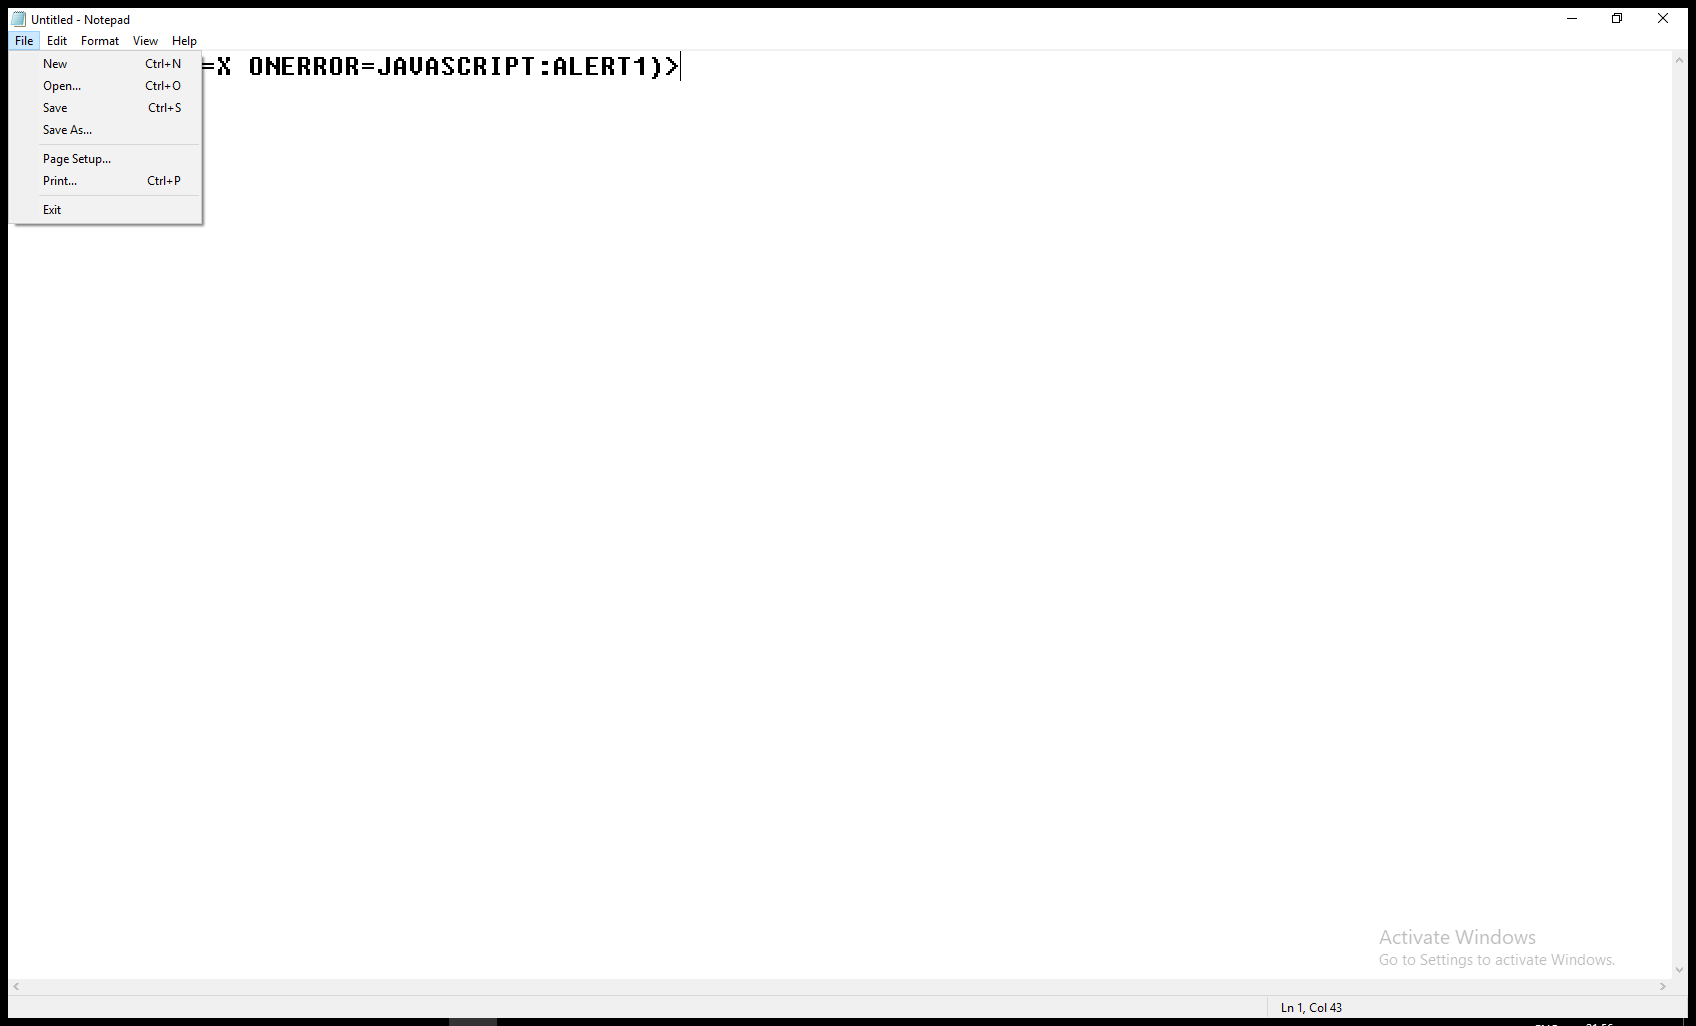 Untitled - Notepad
File Edit Format View Help
New Ctrl+N
=X ONERROR=JAVASCRIPT:ALERT1)>
Open... Ctrl+O
Save Ctrl+S
Save As...
Page Setup...
Print... Ctrl+P
Exit
Activate Windows
Go to Settings to activate Windows.
Ln 1, Col 43